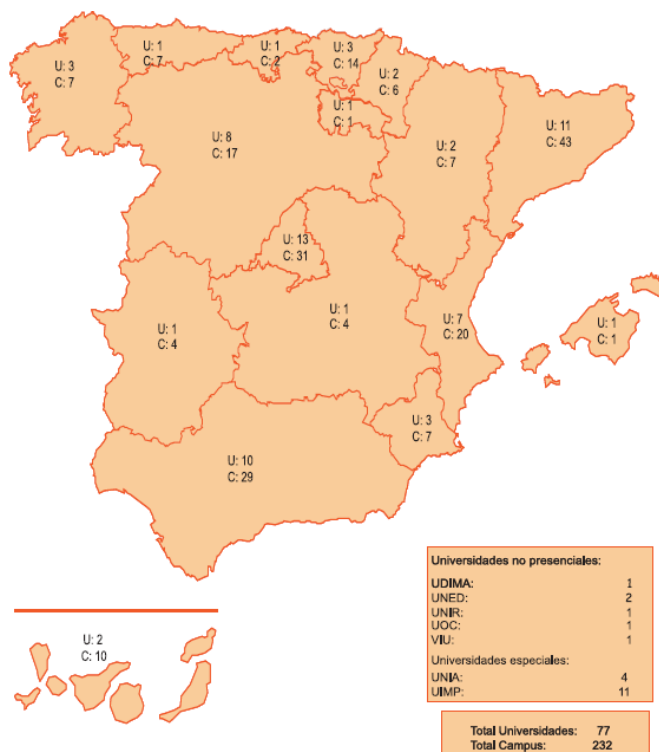 U: 3
C: 7
U: 1
C: 7
U: 1
C: 2
U: 3
C: 14
U: 2
C: 6
U: 1
C: 1
U: 8
C: 17
U: 2
C: 7
U: 11
C: 43
U: 13
C: 31
U: 1
C: 4
U: 1
C: 4
U: 7
C: 20
U: 1
C: 1
U: 3
C: 7
U: 10
C: 29
U: 2
C: 10
Universidades no presenciales:
UDIMA: 1
UNED: 2
UNIR: 1
UOC: 1
VIU: 1
Universidades especiales:
UNIA: 4
UIMP: 11
Total Universidades: 77
Total Campus: 232